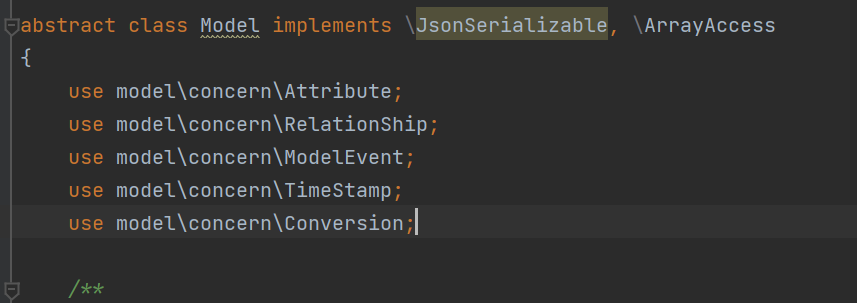 abstract class Model implements \JsonSerializable, \ArrayAccess
{
    use model\concern\Attribute;
    use model\concern\RelationShip;
    use model\concern\ModelEvent;
    use model\concern\TimeStamp;
    use model\concern\Conversion;
    /**